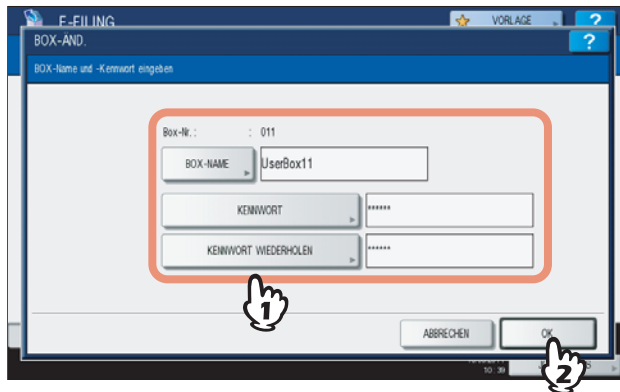 E-FILING
VORLAGE
?
BOX-ÄND.
?
BOX-Name und -Kennwort eingeben
Box-Nr. : : 011
BOX-NAME UserBox11
KENNWORT ******
KENNWORT WIEDERHOLEN ******
1
ABBRECHEN OK
2
10:39